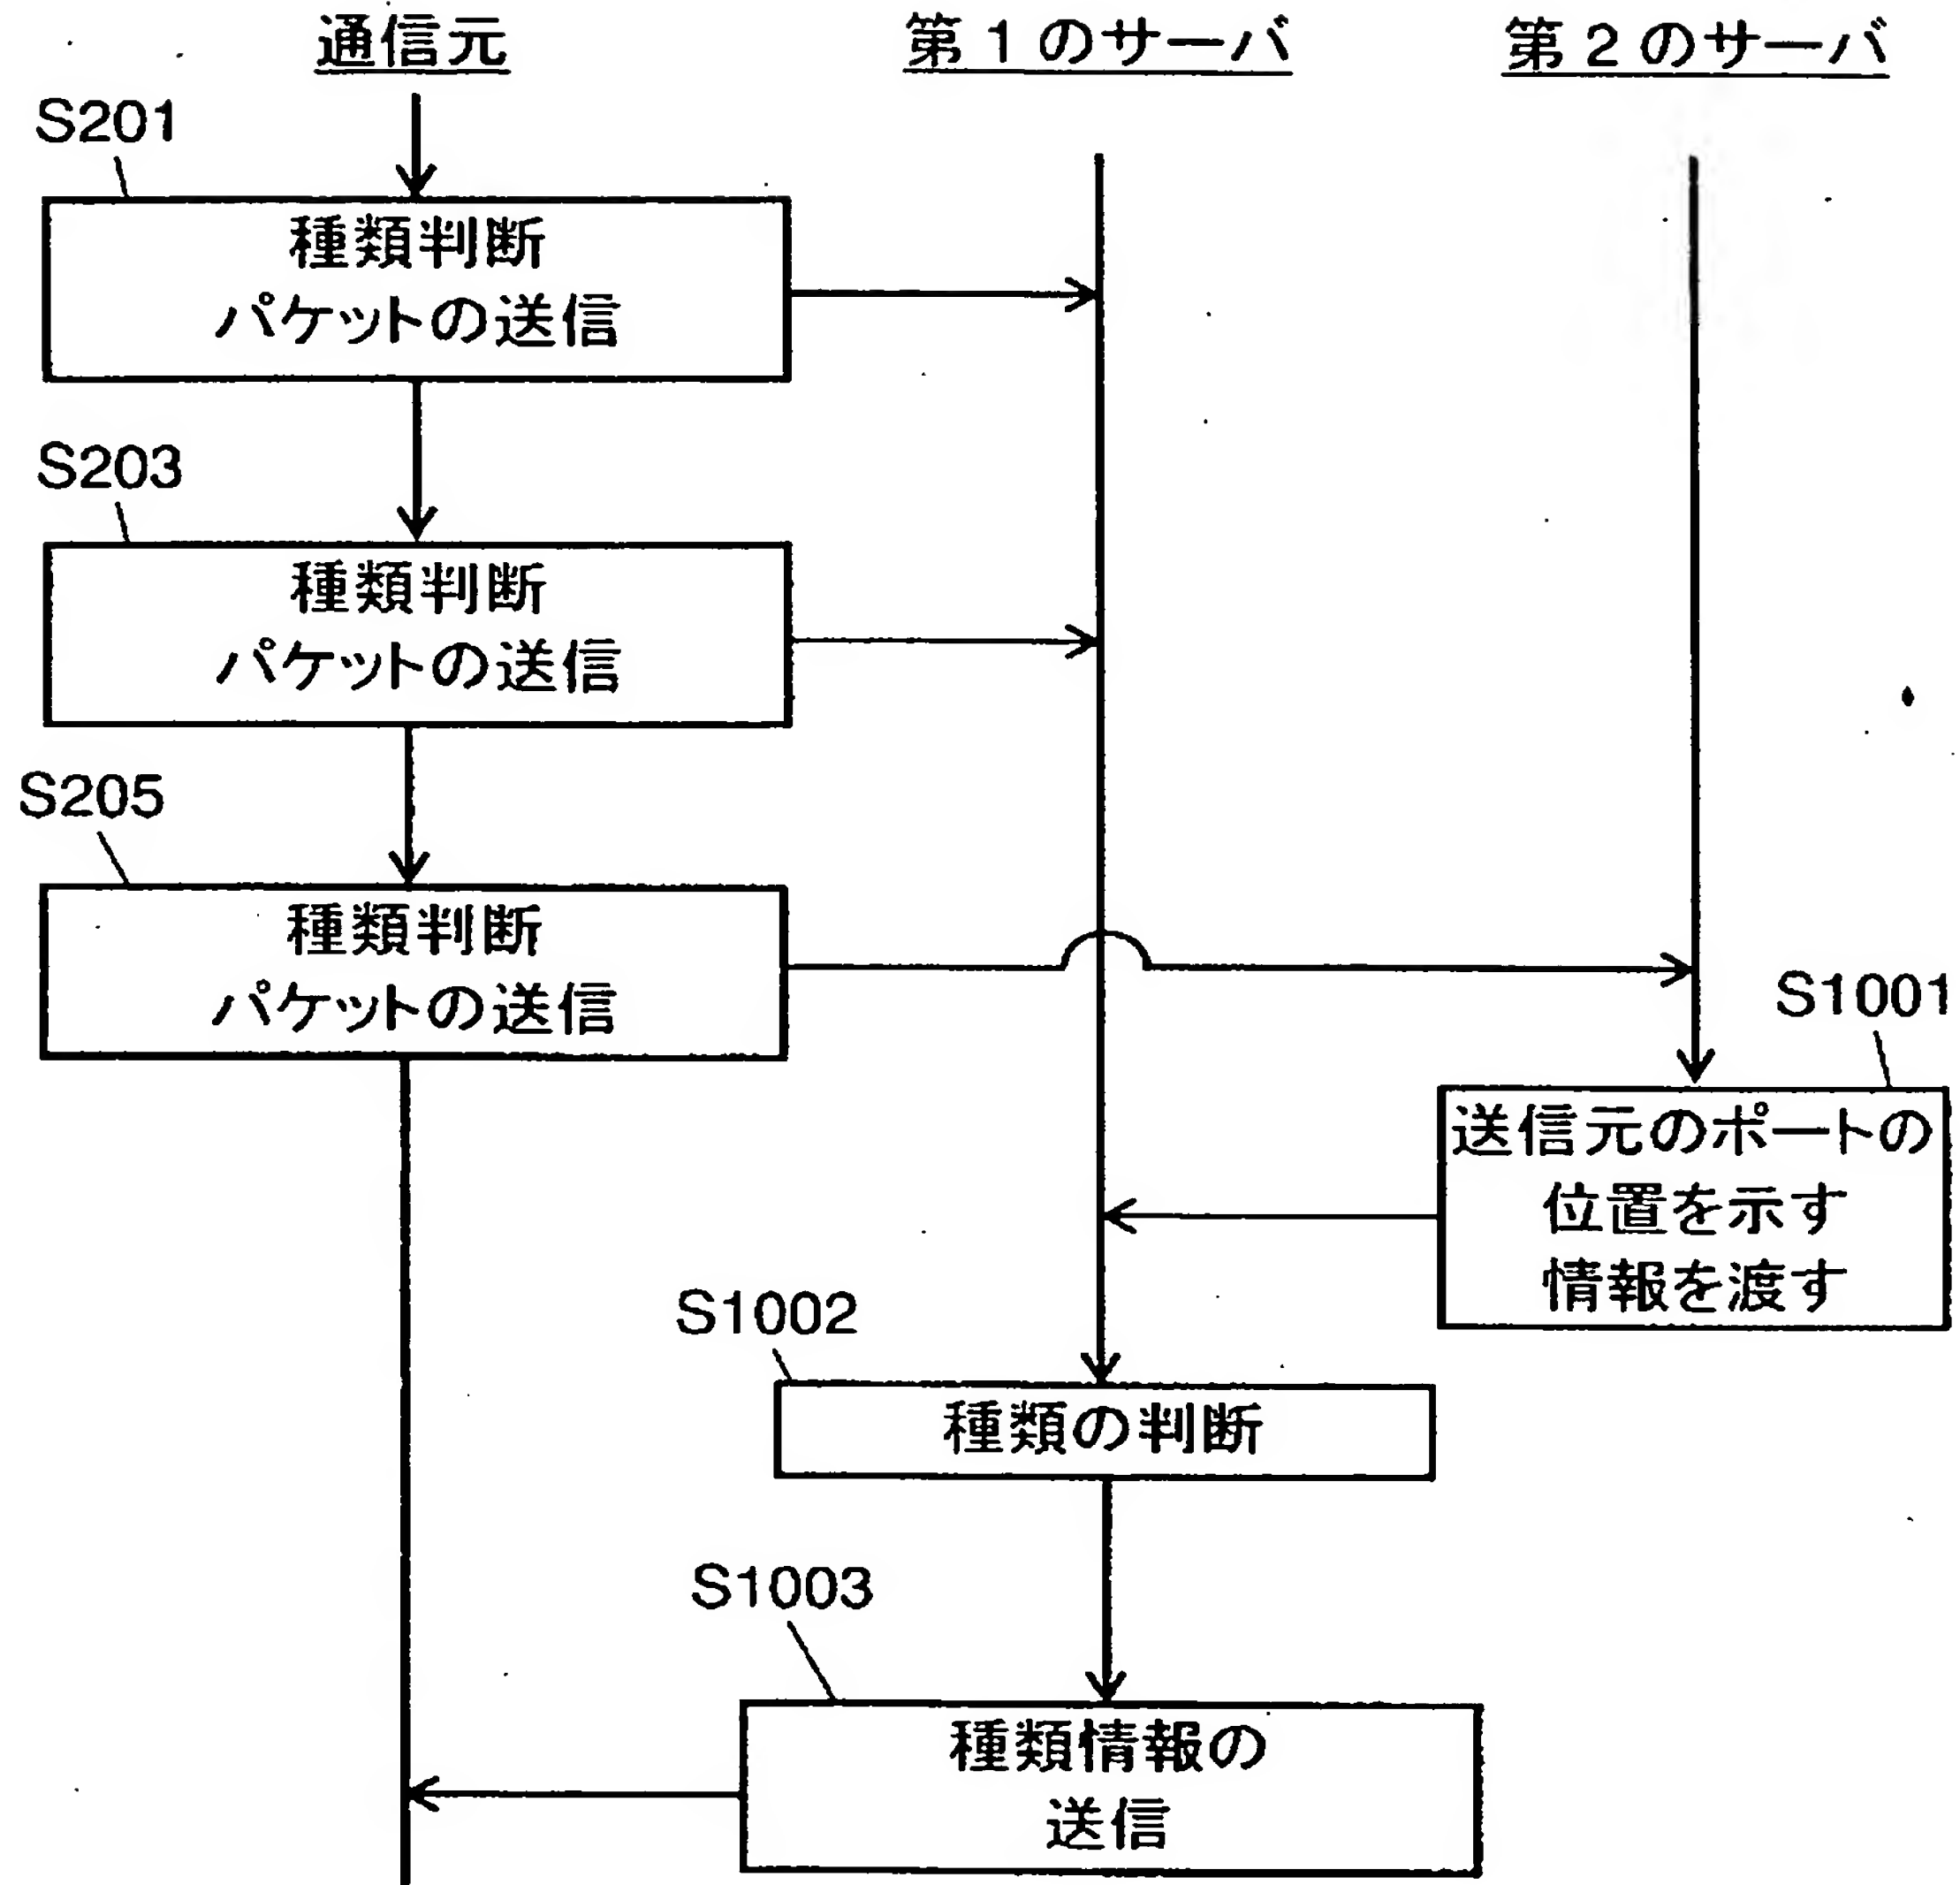 通信元
第1のサーバ
第2のサーバ
S201
種類判断
パケットの送信
S203
種類判断
パケットの送信
S205
種類判断
パケットの送信
S1001
送信元のポートの
位置を示す
情報を渡す
S1002
種類の判断
S1003
種類情報の
送信